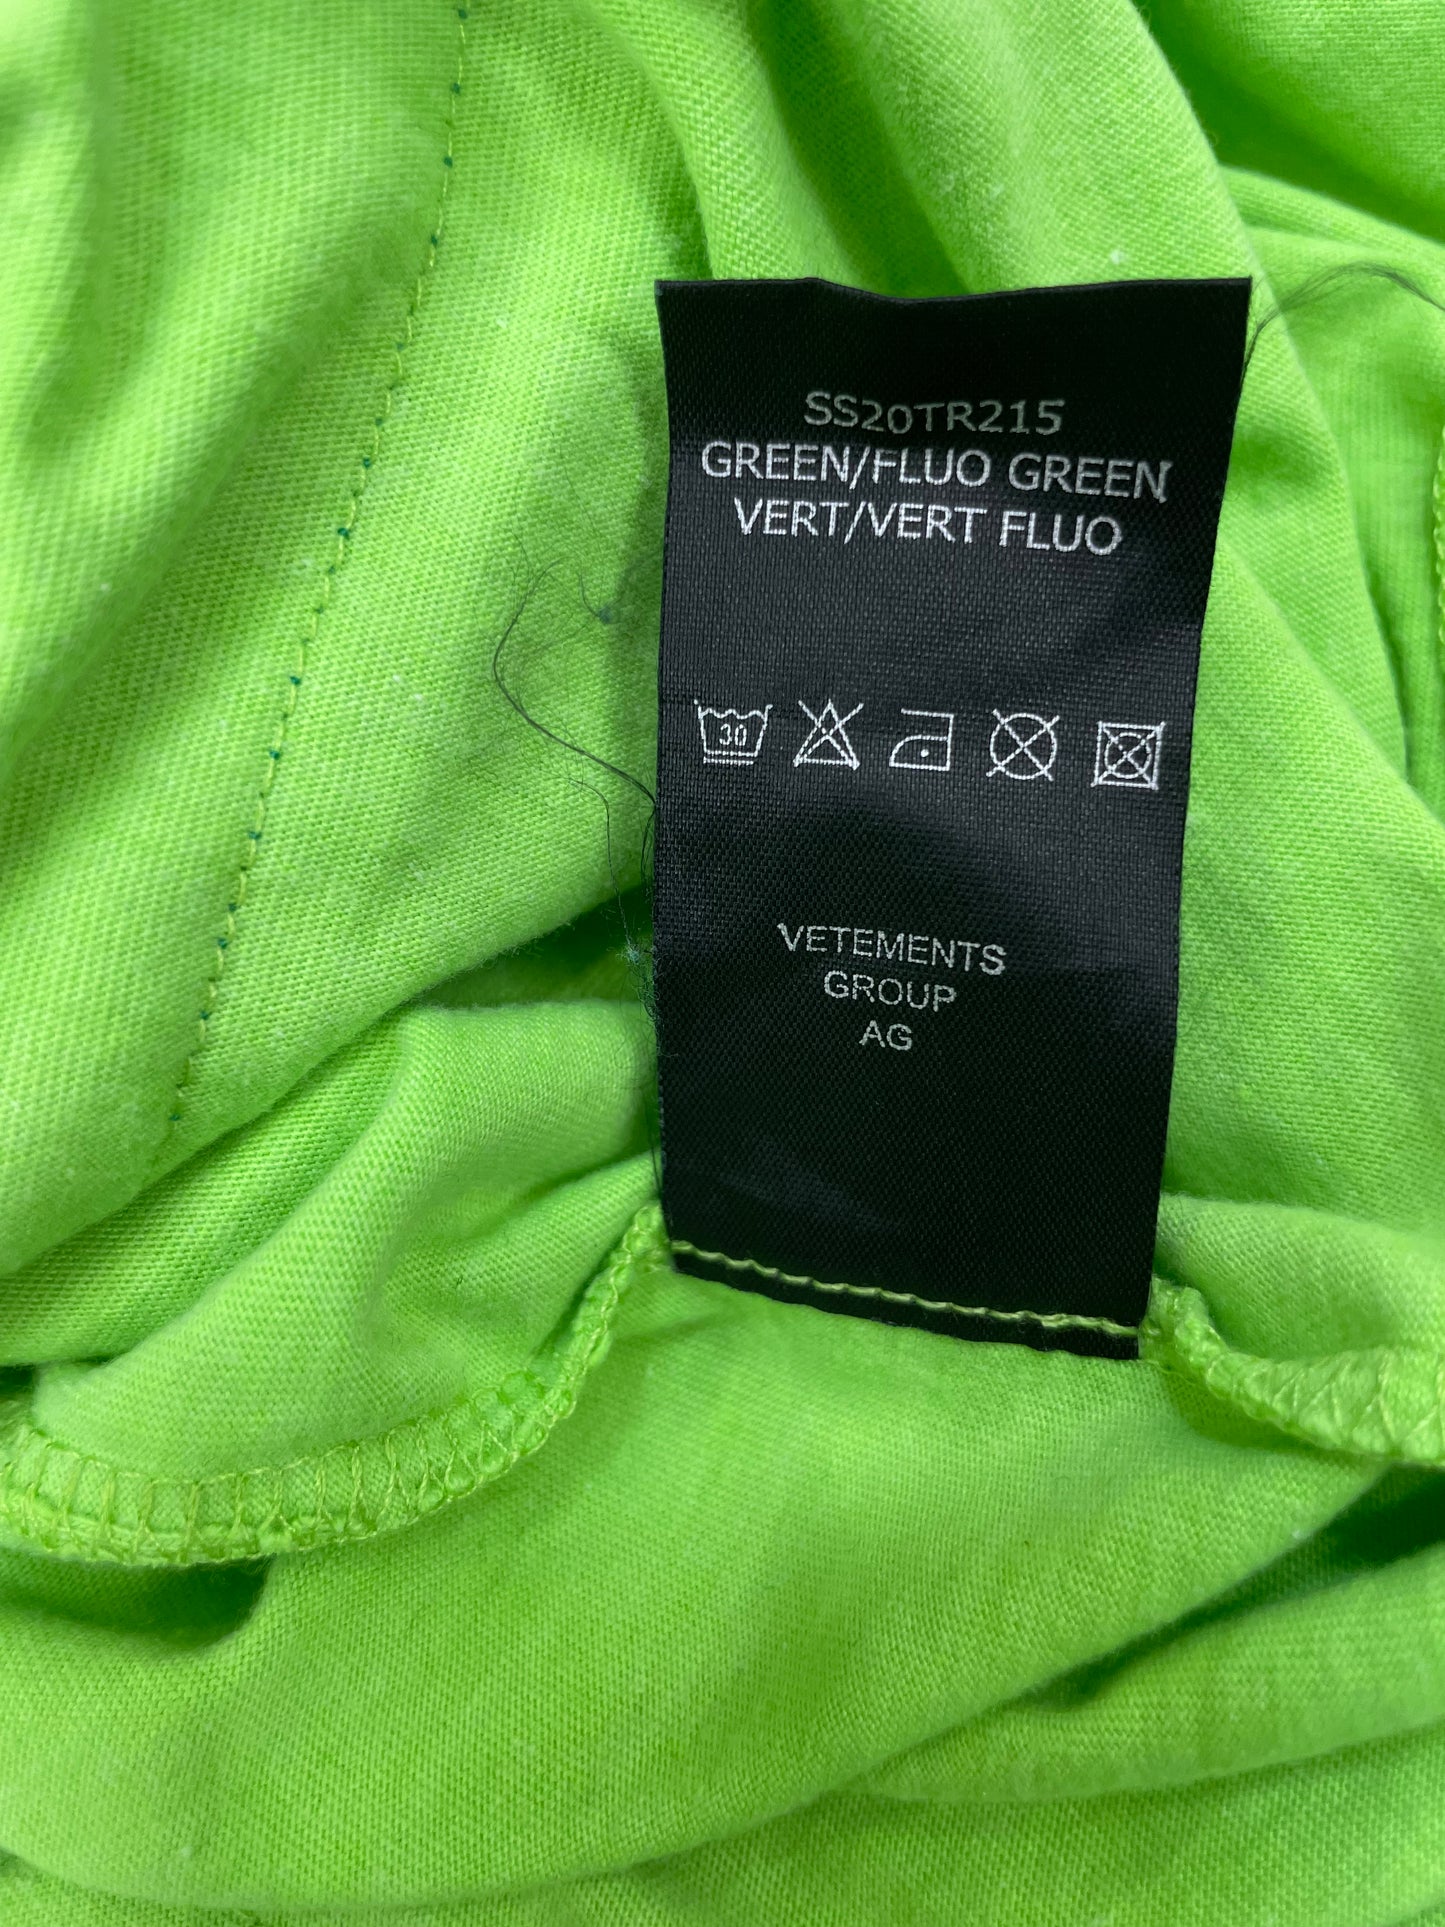 SS20TR215
GREEN/FLUO GREEN
VERT/VERT FLUO
30
VETEMENTS
GROUP
AG